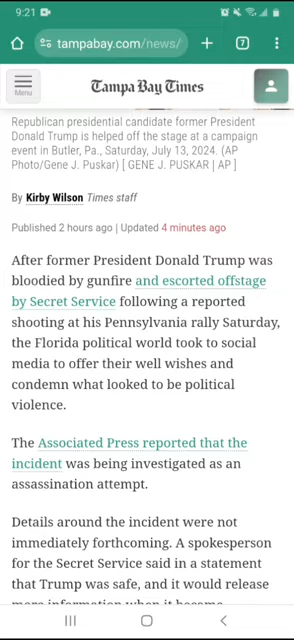 9:21
tampabay.com/news/
7
Menu
Tampa Bay Times
Republican presidential candidate former President
Donald Trump is helped off the stage at a campaign
event in Butler, Pa., Saturday, July 13, 2024. (AP
Photo/Gene J. Puskar) [ GENE J. PUSKAR | AP ]
By Kirby Wilson Times staff
Published 2 hours ago | Updated 4 minutes ago
After former President Donald Trump was
bloodied by gunfire and escorted offstage
by Secret Service following a reported
shooting at his Pennsylvania rally Saturday,
the Florida political world took to social
media to offer their well wishes and
condemn what looked to be political
violence.
The Associated Press reported that the
incident was being investigated as an
assassination attempt.
Details around the incident were not
immediately forthcoming. A spokesperson
for the Secret Service said in a statement
that Trump was safe, and it would release
more information when it became